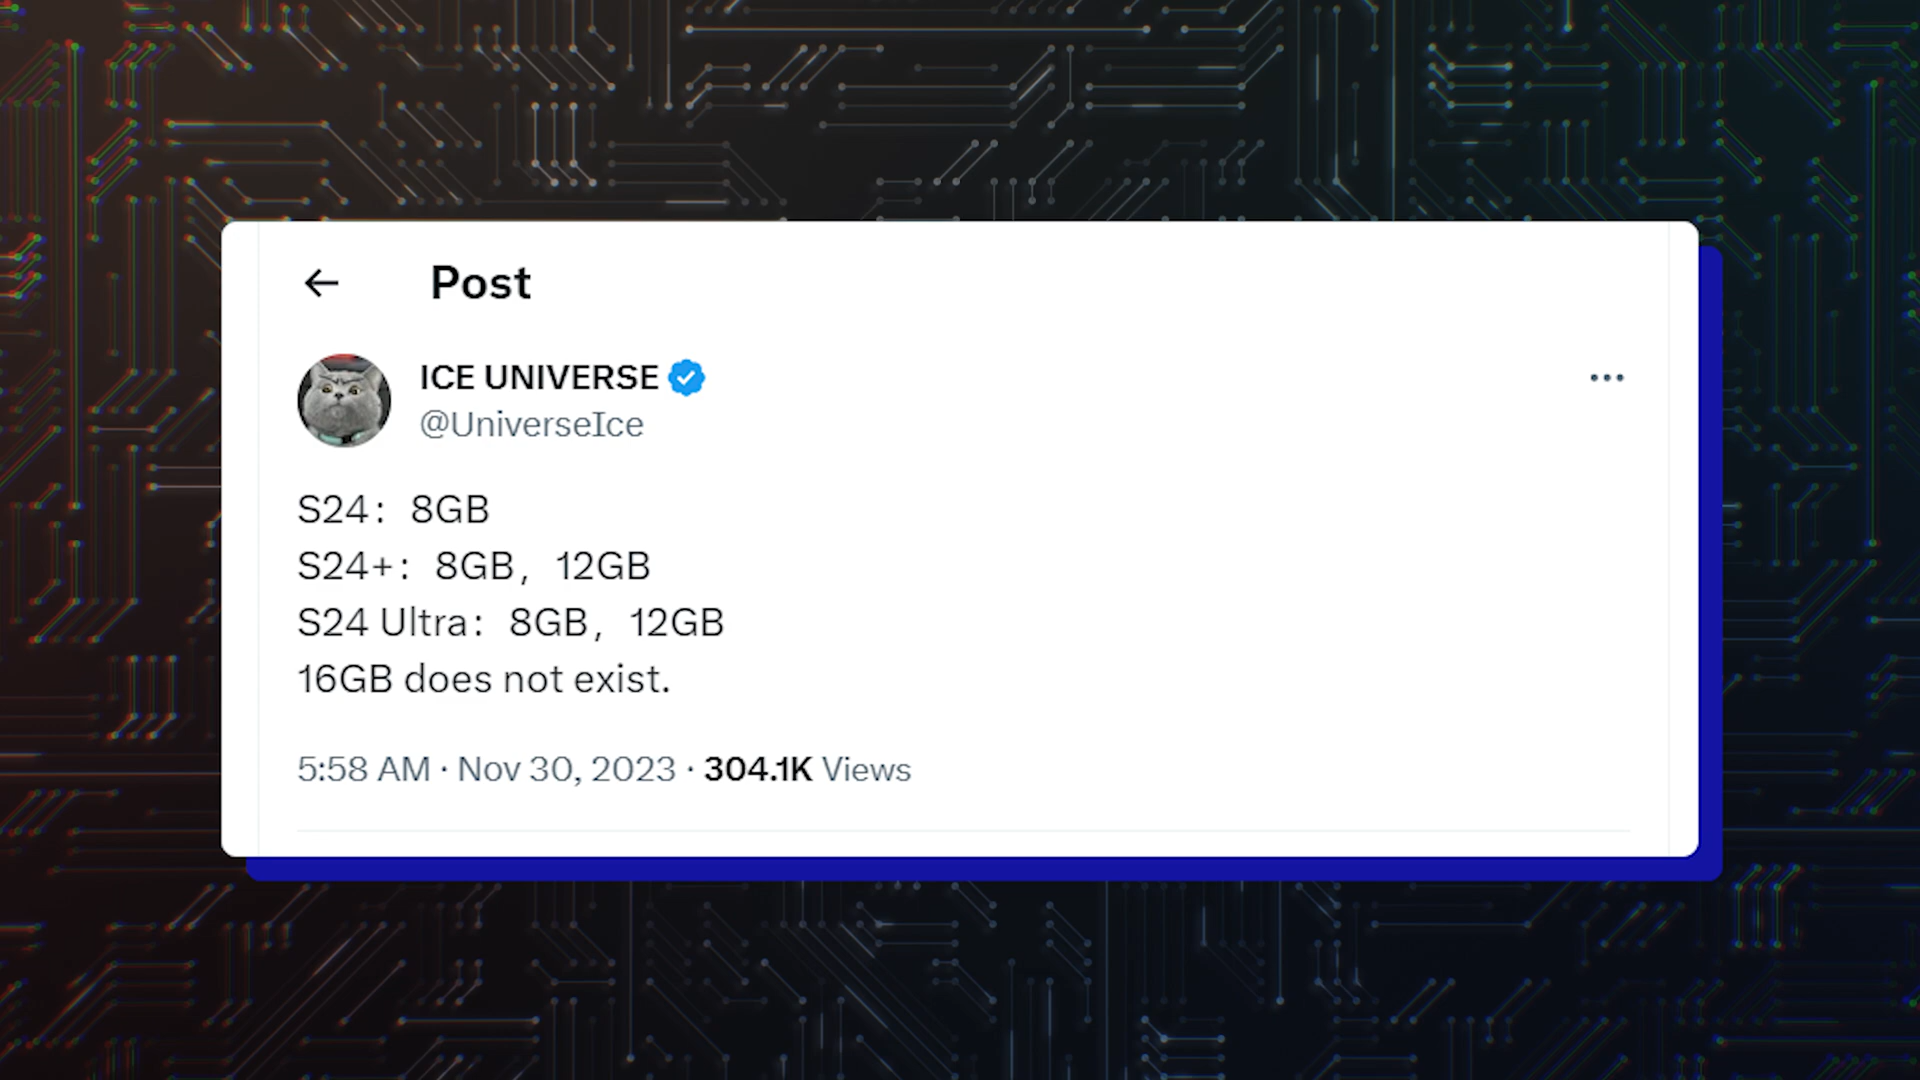 Post
ICE UNIVERSE
@UniverseIce
S24： 8GB
S24+： 8GB， 12GB
S24 Ultra： 8GB， 12GB
16GB does not exist.
5:58 AM · Nov 30, 2023 · 304.1K Views